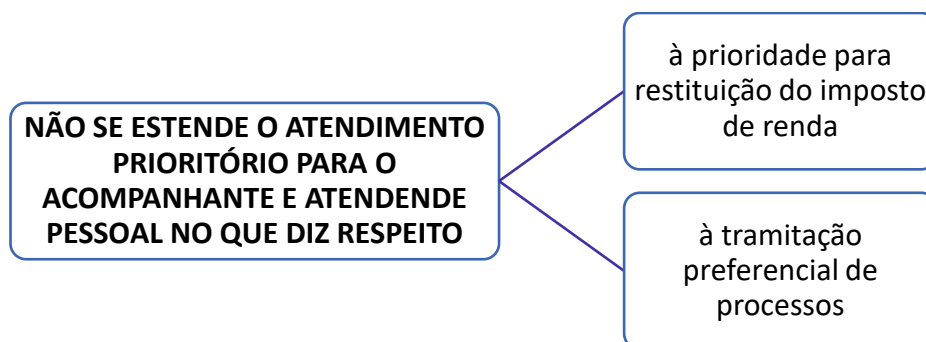 NÃO SE ESTENDE O ATENDIMENTO
PRIORITÓRIO PARA O
ACOMPANHANTE E ATENDENDE
PESSOAL NO QUE DIZ RESPEITO
à prioridade para
restituição do imposto
de renda
à tramitação
preferencial de
processos